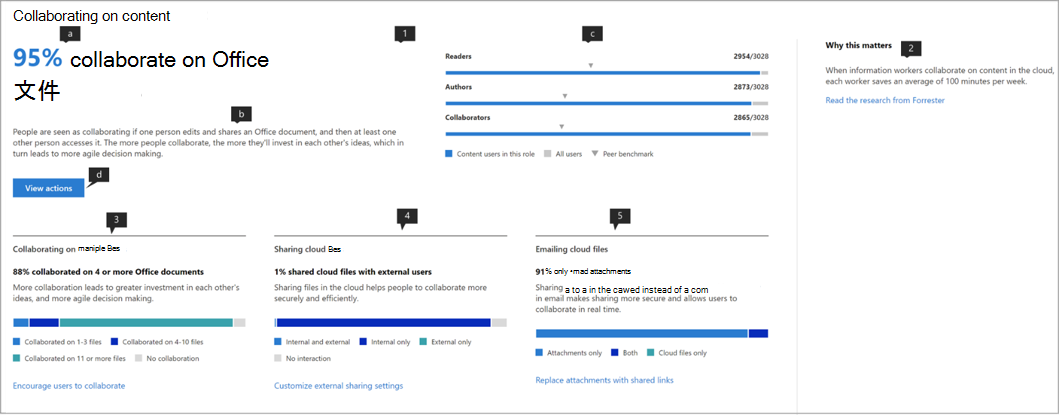 Collaborating on content
a
1
c
2
95% collaborate on Office
文件
b
People are seen as collaborating if one person edits and shares an Office document, and then at least one
other person accesses it. The more people collaborate, the more they'll invest in each other's ideas, which in
turn leads to more agile decision making.
d
View actions
Readers 2954/3028
Authors 2873/3028
Collaborators 2865/3028
Content users in this role All users Peer benchmark
Why this matters
When information workers collaborate on content in the cloud,
each worker saves an average of 100 minutes per week.
Read the research from Forrester
3
Collaborating on maniple Bes
88% collaborated on 4 or more Office documents
More collaboration leads to greater investment in each other's
ideas, and more agile decision making.
Collaborated on 1-3 files Collaborated on 4-10 files
Collaborated on 11 or more files No collaboration
Encourage users to collaborate
4
Sharing cloud Bes
1% shared cloud files with external users
Sharing files in the cloud helps people to collaborate more
securely and efficiently.
Internal and external Internal only External only
No interaction
Customize external sharing settings
5
Emailing cloud files
91% only •mad attachments
Sharing a to a in the cawed instead of a com
in email makes sharing more secure and allows users to
collaborate in real time.
Attachments only Both Cloud files only
Replace attachments with shared links